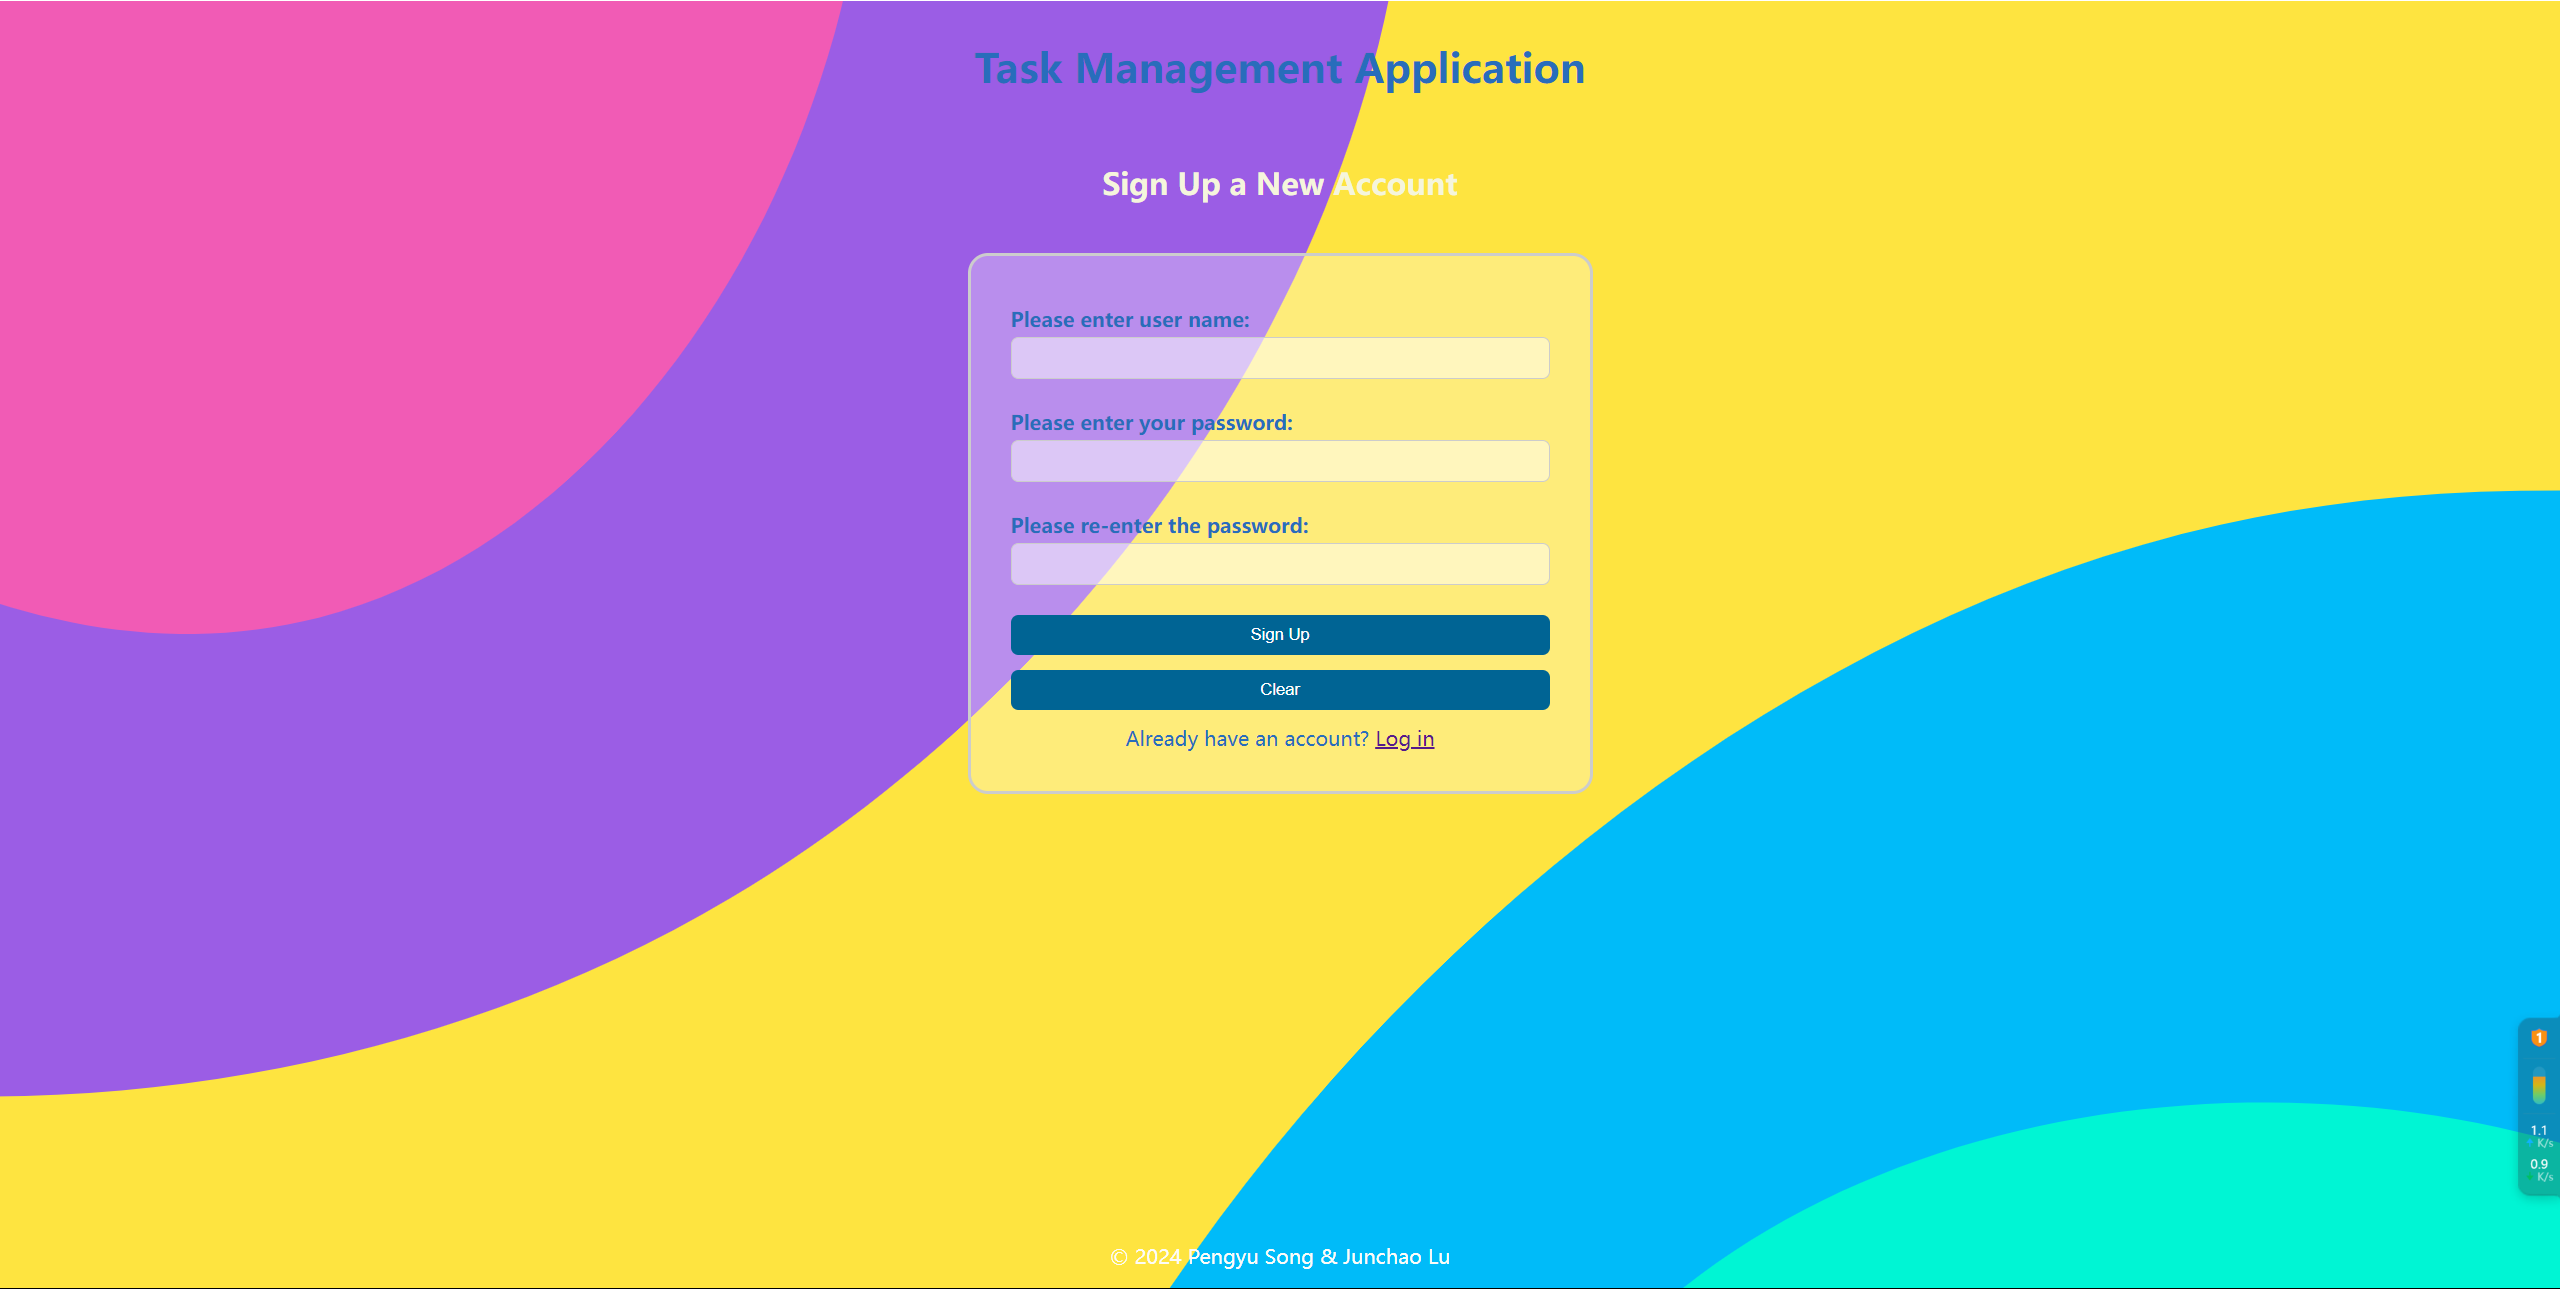 Task Management Application
Sign Up a New Account
Please enter user name:
Please enter your password:
Please re-enter the password:
Sign Up
Clear
Already have an account? Log in
1
1.1
K/s
0.9
K/s
© 2024 Pengyu Song & Junchao Lu